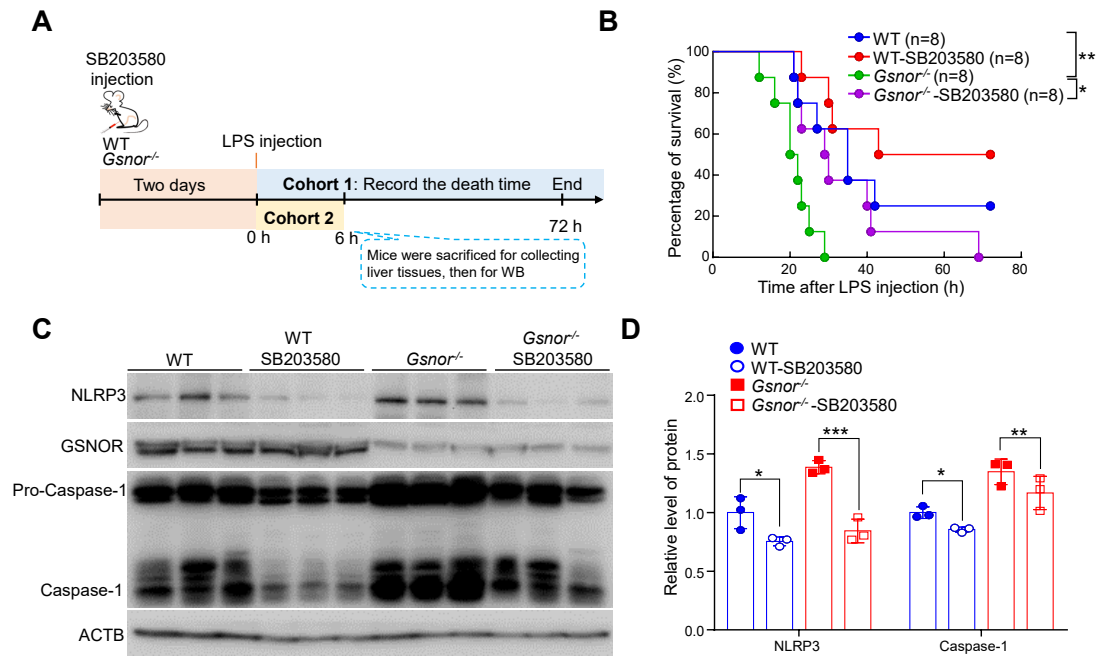 A
SB203580
injection
WT
Gsnor-/-
LPS injection
Two days
Cohort 1: Record the death time
End
Cohort 2
0 h
6 h
72 h
Mice were sacrificed for collecting
liver tissues, then for WB
B
WT (n=8)
WT-SB203580 (n=8)
Gsnor-/- (n=8)
Gsnor-/- -SB203580 (n=8)
**
*
Percentage of survival (%)
100
80
60
40
20
0
0 20 40 60 80
Time after LPS injection (h)
C
WT
WT
SB203580
Gsnor-/-
Gsnor-/-
SB203580
NLRP3
GSNOR
Pro-Caspase-1
Caspase-1
ACTB
D
WT
WT-SB203580
Gsnor-/-
Gsnor-/- -SB203580
Relative level of protein
2.0
1.5
1.0
0.5
0.0
*
***
*
**
NLRP3
Caspase-1